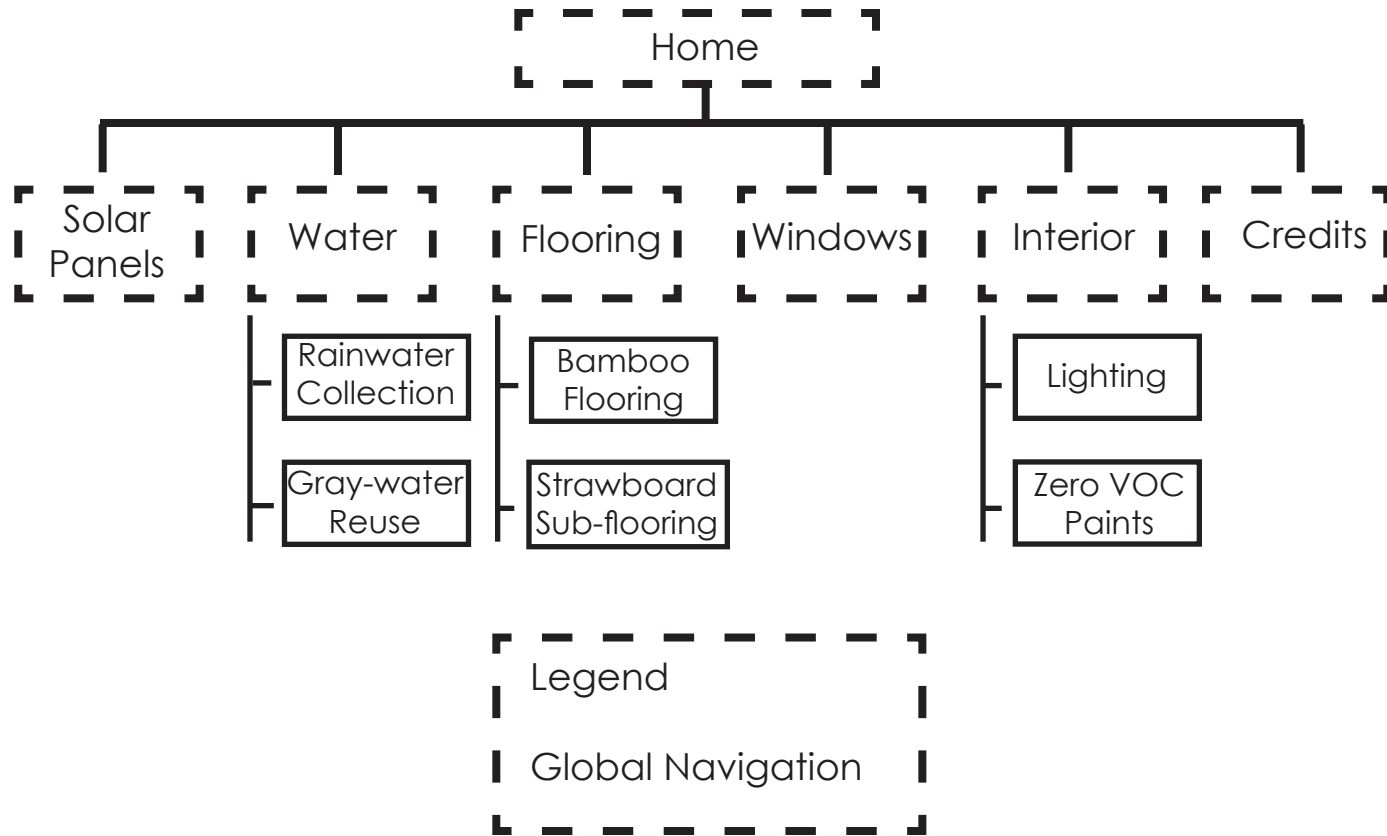 Home
Solar
Panels
Water
Flooring
Windows
Interior
Credits
Rainwater
Collection
Gray-water
Reuse
Bamboo
Flooring
Strawboard
Sub-flooring
Lighting
Zero VOC
Paints
Legend
Global Navigation